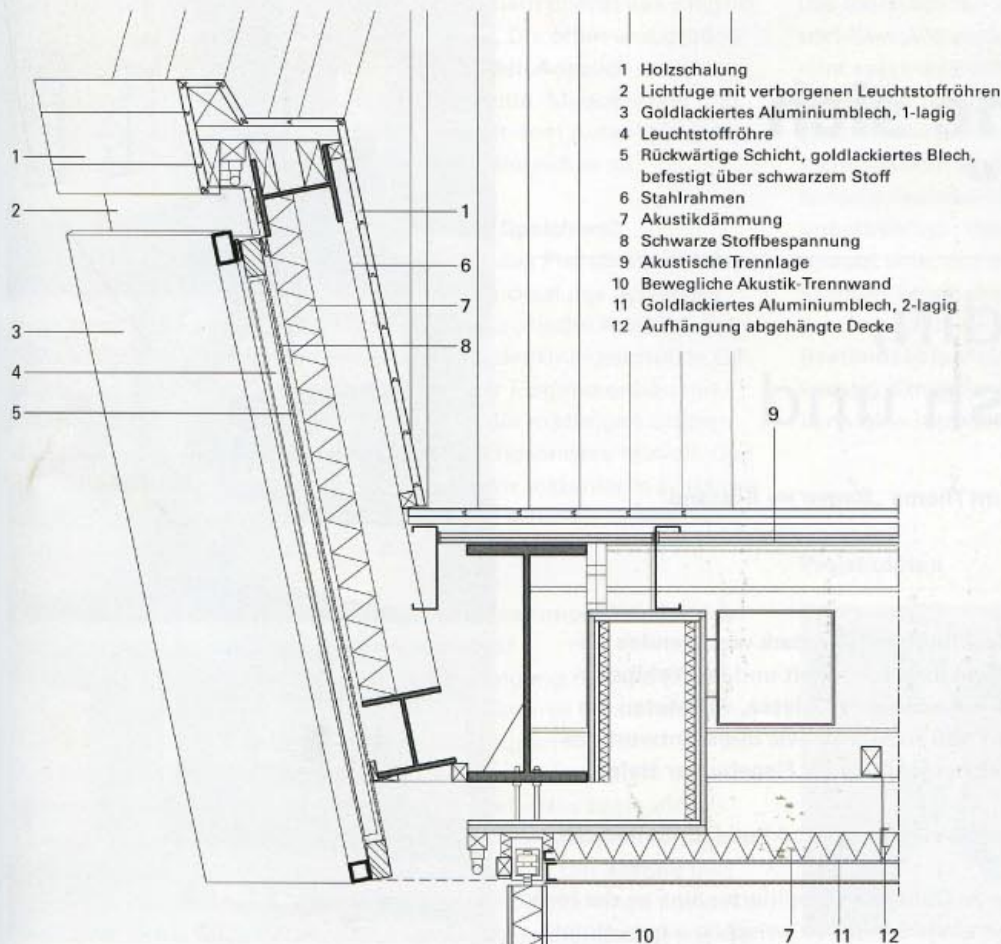 1 Holzschalung
2 Lichtfuge mit verborgenen Leuchtstoffröhren
3 Goldlackiertes Aluminiumblech, 1-lagig
4 Leuchtstoffröhre
5 Rückwärtige Schicht, goldlackiertes Blech,
befestigt über schwarzem Stoff
6 Stahlrahmen
7 Akustikdämmung
8 Schwarze Stoffbespannung
9 Akustische Trennlage
10 Bewegliche Akustik-Trennwand
11 Goldlackiertes Aluminiumblech, 2-lagig
12 Aufhängung abgehängte Decke
1
2
3
4
5
1
6
7
8
9
10 7 11 12